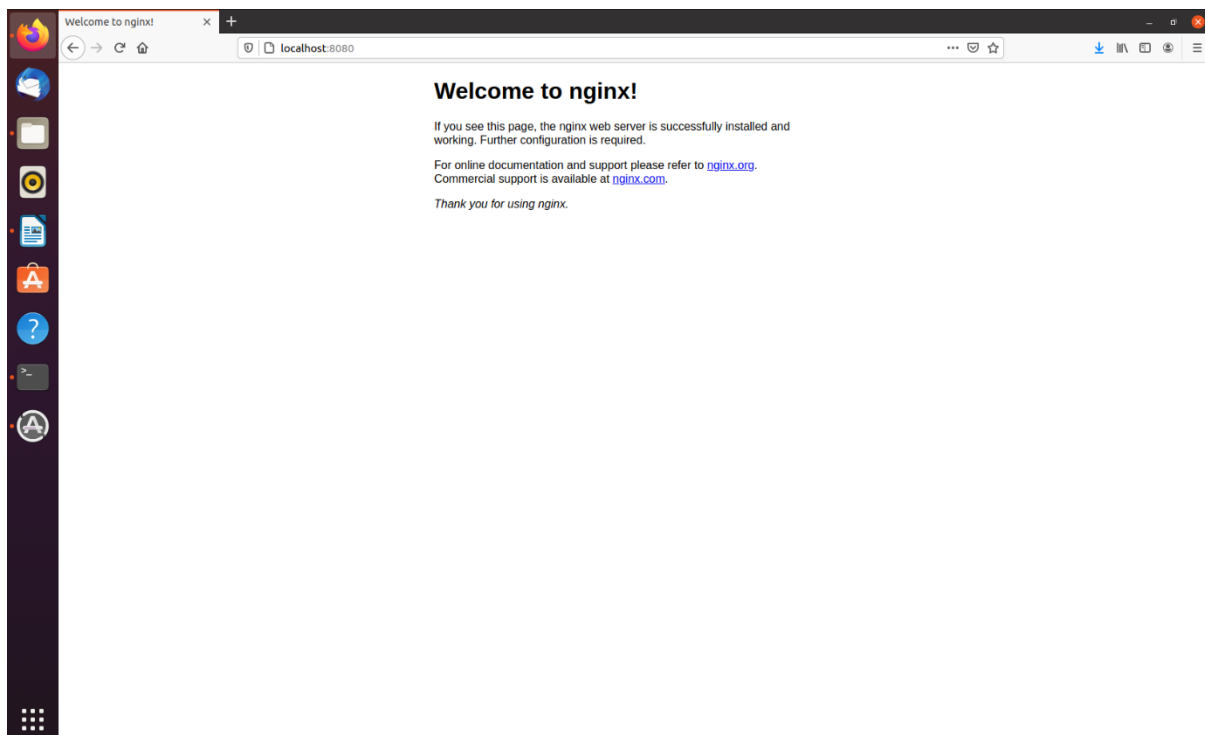 Welcome to nginx!
localhost:8080
Welcome to nginx!
If you see this page, the nginx web server is successfully installed and
working. Further configuration is required.
For online documentation and support please refer to nginx.org.
Commercial support is available at nginx.com.
Thank you for using nginx.